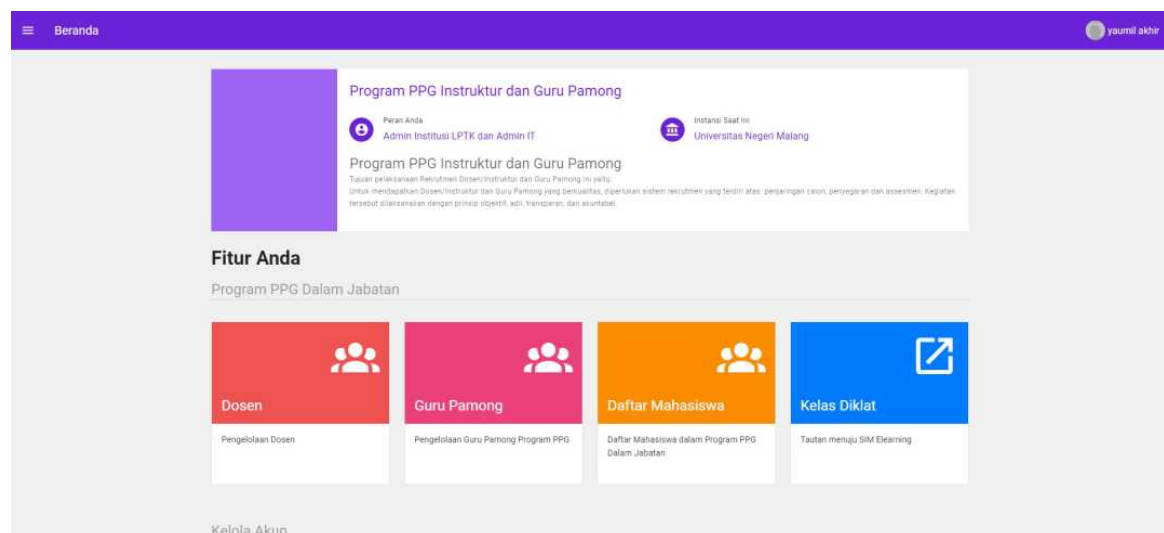 Beranda
yaumil akhir
Program PPG Instruktur dan Guru Pamong
Peran Anda
Admin Institusi LPTK dan Admin IT
Instansi Saat Ini
Universitas Negeri Malang
Program PPG Instruktur dan Guru Pamong
Tujuan pelaksanaan Rekrutmen Dosen/Instruktur dan Guru Pamong ini yaitu:
Untuk mendapatkan Dosen/Instruktur dan Guru Pamong yang berkualitas, diperlukan sistem rekrutmen yang terdiri atas: penjaringan calon, penyegaran dan assesmen. Kegiatan
tersebut dilaksanakan dengan prinsip objektif, adil, transparan, dan akuntabel.
Fitur Anda
Program PPG Dalam Jabatan
Dosen
Pengelolaan Dosen
Guru Pamong
Pengelolaan Guru Pamong Program PPG
Daftar Mahasiswa
Daftar Mahasiswa dalam Program PPG
Dalam Jabatan
Kelas Diklat
Tautan menuju SIM Elearning
Kelola Akun